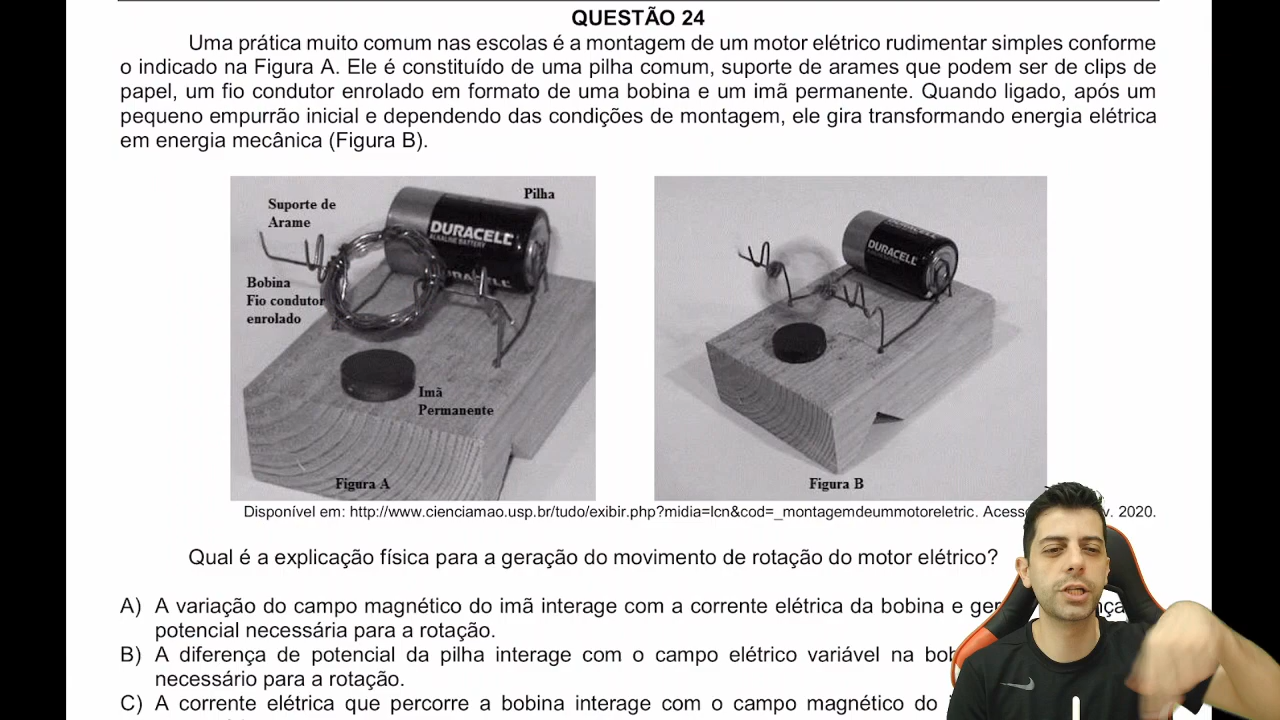 QUESTÃO 24
Uma prática muito comum nas escolas é a montagem de um motor elétrico rudimentar simples conforme
o indicado na Figura A. Ele é constituído de uma pilha comum, suporte de arames que podem ser de clips de
papel, um fio condutor enrolado em formato de uma bobina e um imã permanente. Quando ligado, após um
pequeno empurrão inicial e dependendo das condições de montagem, ele gira transformando energia elétrica
em energia mecânica (Figura B).
Suporte de
Arame
Pilha
DURACELL
ALKALINE BATTERY
Bobina
Fio condutor
enrolado
Imã
Permanente
Figura A
DURACELL
Figura B
Disponível em: http://www.cienciamao.usp.br/tudo/exibir.php?midia=lcn&cod=_montagemdeummotoreletric. 2020.
Qual é a explicação física para a geração do movimento de rotação do motor elétrico?
A) A variação do campo magnético do imã interage com a corrente elétrica da bobina e
potencial necessária para a rotação.
B) A diferença de potencial da pilha interage com o campo elétrico variável na
necessário para a rotação.
C) A corrente elétrica que percorre a bobina interage com o campo magnético do